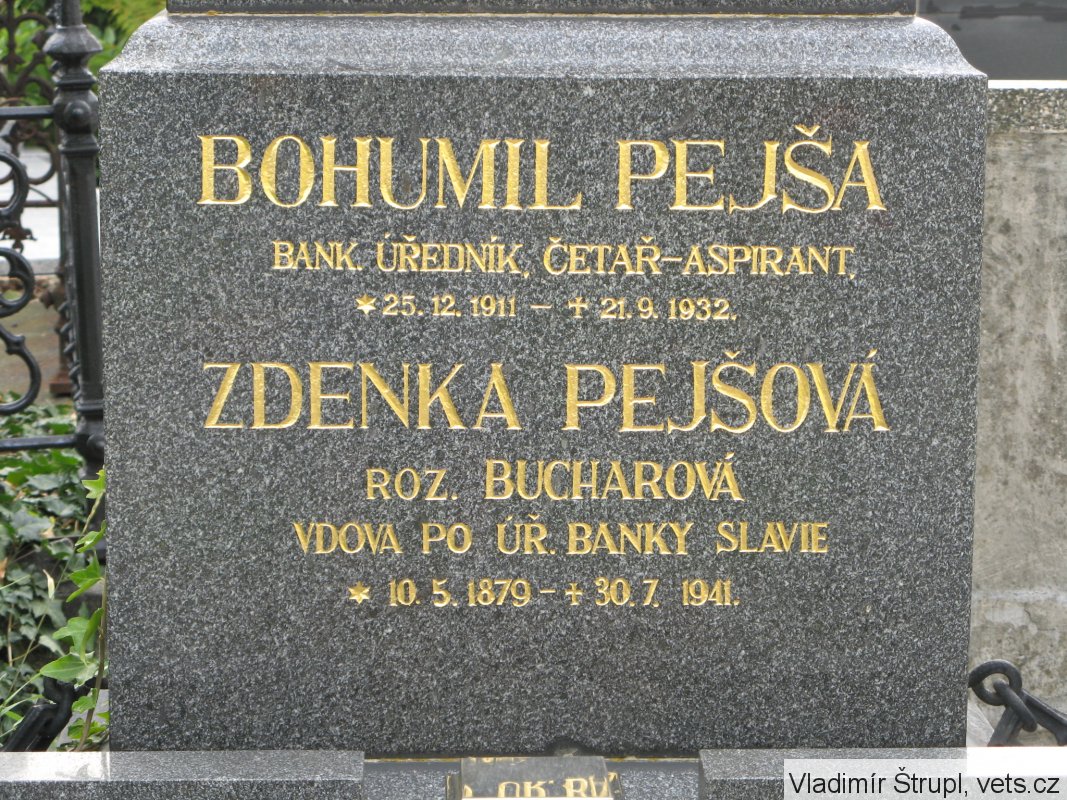 BOHUMIL PEJŠA
BANK. ÚŘEDNÍK, ČETAŘ-ASPIRANT,
* 25. 12. 1911 – + 21. 9. 1932.
ZDENKA PEJŠOVÁ
ROZ. BUCHAROVÁ
VDOVA PO ÚŘ. BANKY SLAVIE
* 10. 5. 1879 – + 30. 7. 1941.
Vladimír Štrupl, vets.cz